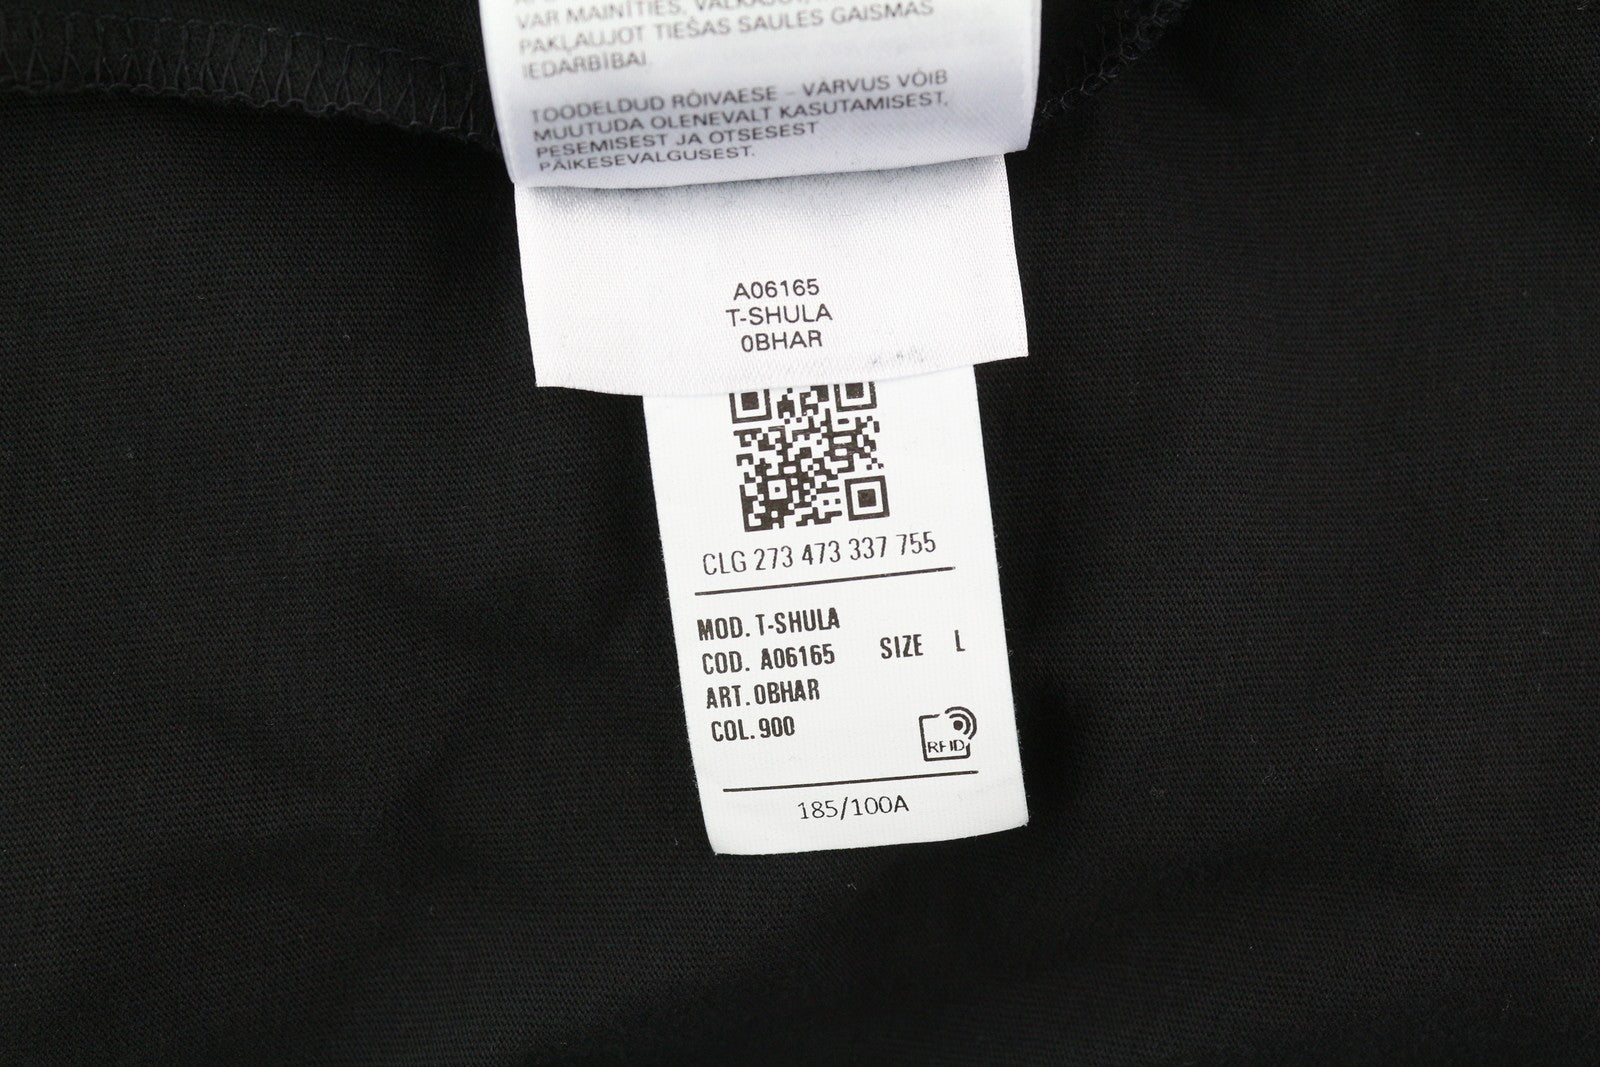 VAR MAINĪTIES, VALKĀJOT,
PAKĻAUJOT TIEŠAS SAULES GAISMAS
IEDARBĪBAI.
TÖÖDELDUD RÕIVAESE – VÄRVUS VÕIB
MUUTUDA OLENEVALT KASUTAMISEST,
PESEMISEST JA OTSESEST
PÄIKESEVALGUSEST.
A06165
T-SHULA
0BHAR
CLG 273 473 337 755
MOD. T-SHULA
COD. A06165 SIZE L
ART. 0BHAR
COL. 900
RFID
185/100A